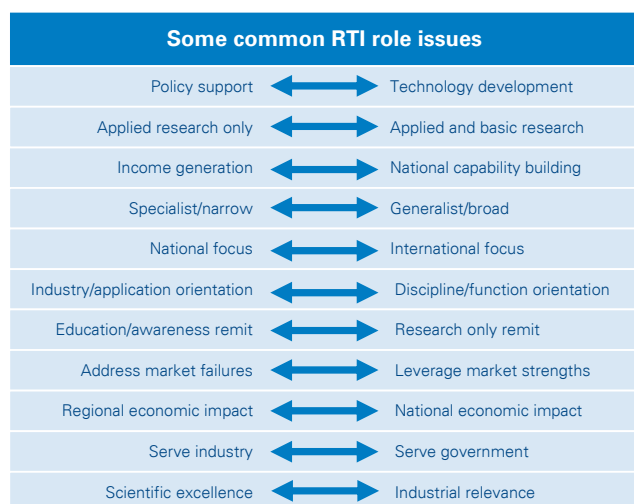 Some common RTI role issues
Policy support Technology development
Applied research only Applied and basic research
Income generation National capability building
Specialist/narrow Generalist/broad
National focus International focus
Industry/application orientation Discipline/function orientation
Education/awareness remit Research only remit
Address market failures Leverage market strengths
Regional economic impact National economic impact
Serve industry Serve government
Scientific excellence Industrial relevance